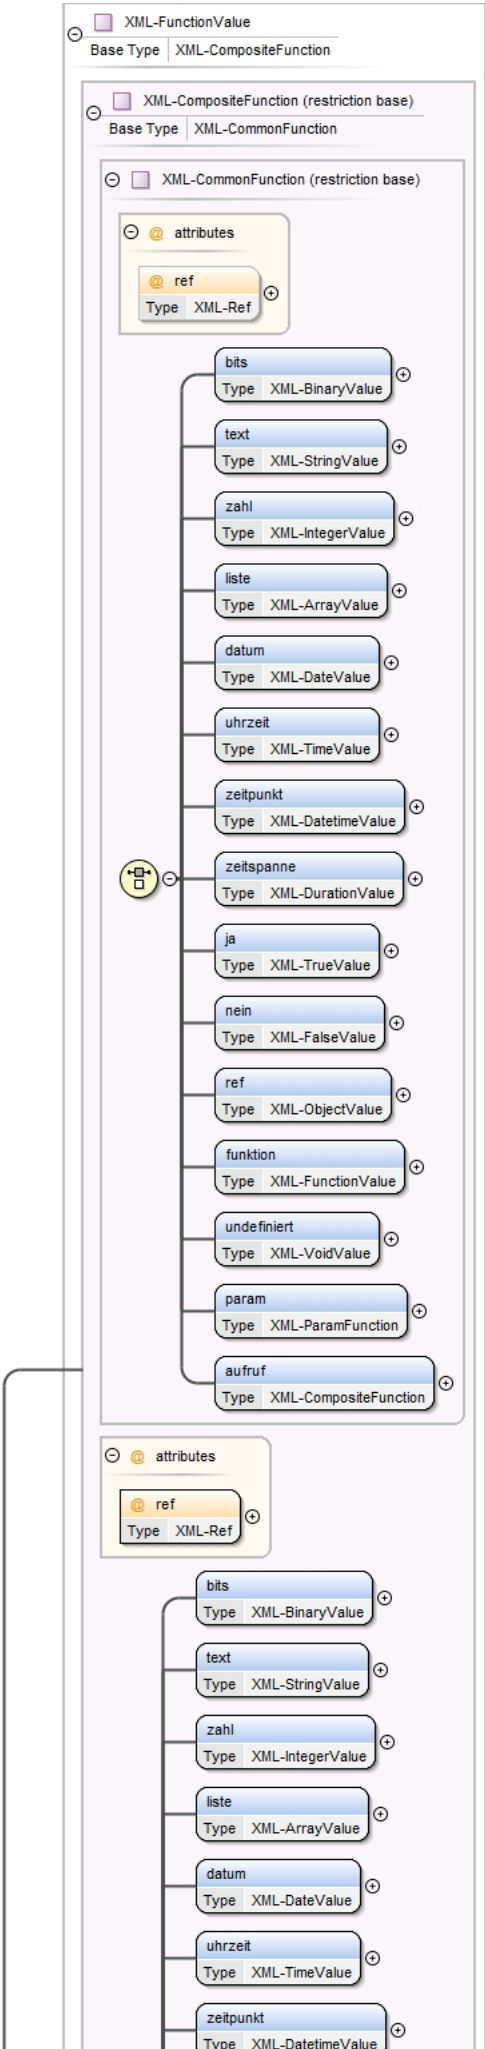 XML-FunctionValue
Base Type XML-CompositeFunction
XML-CompositeFunction (restriction base)
Base Type XML-CommonFunction
XML-CommonFunction (restriction base)
@ attributes
@ ref
Type XML-Ref
bits
Type XML-BinaryValue
text
Type XML-StringValue
zahl
Type XML-IntegerValue
liste
Type XML-ArrayValue
datum
Type XML-DateValue
uhrzeit
Type XML-TimeValue
zeitpunkt
Type XML-DatetimeValue
zeitspanne
Type XML-DurationValue
ja
Type XML-TrueValue
nein
Type XML-FalseValue
ref
Type XML-ObjectValue
funktion
Type XML-FunctionValue
undefiniert
Type XML-VoidValue
param
Type XML-ParamFunction
aufruf
Type XML-CompositeFunction
@ attributes
@ ref
Type XML-Ref
bits
Type XML-BinaryValue
text
Type XML-StringValue
zahl
Type XML-IntegerValue
liste
Type XML-ArrayValue
datum
Type XML-DateValue
uhrzeit
Type XML-TimeValue
zeitpunkt
Type XML-DatetimeValue